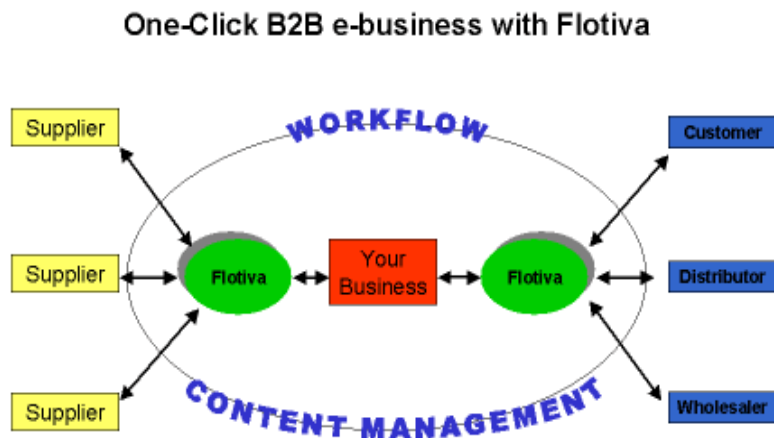 One-Click B2B e-business with Flotiva
WORKFLOW
Supplier
Customer
Supplier
Flotiva
Your
Business
Flotiva
Distributor
Supplier
Wholesaler
CONTENT MANAGEMENT